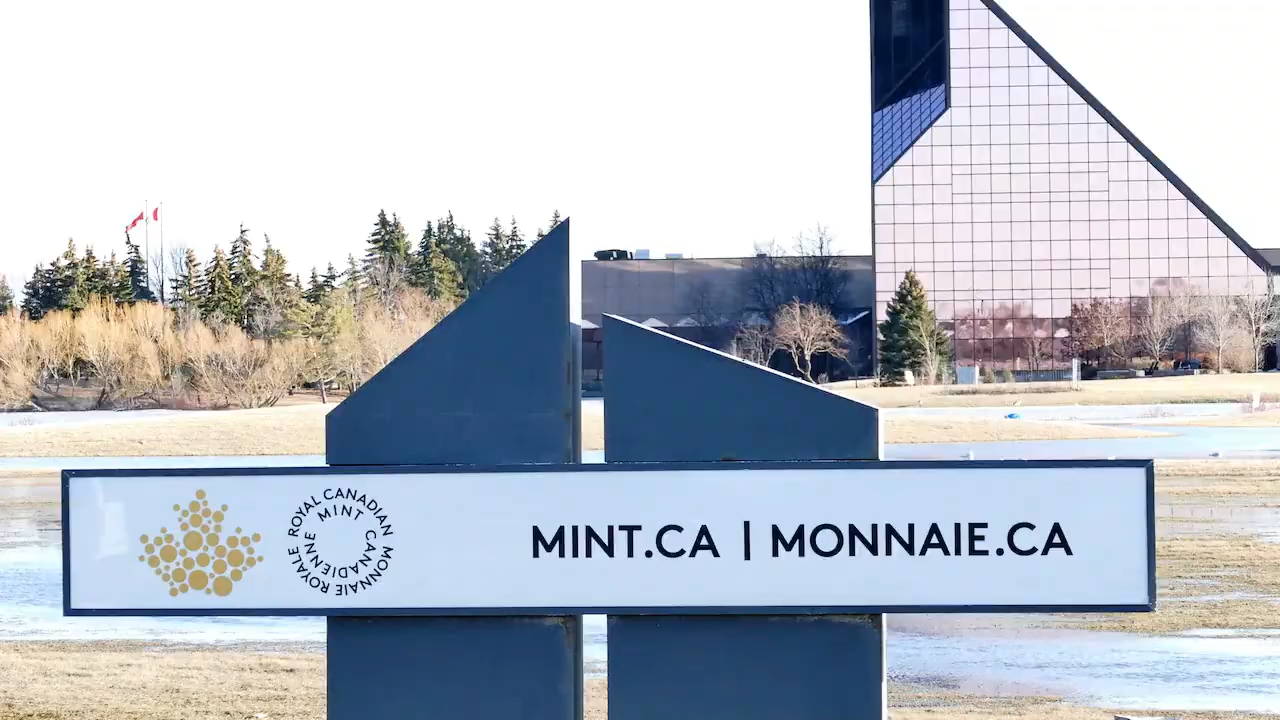 ROYAL CANADIAN MINT
MONNAIE ROYALE CANADIENNE
MINT.CA | MONNAIE.CA